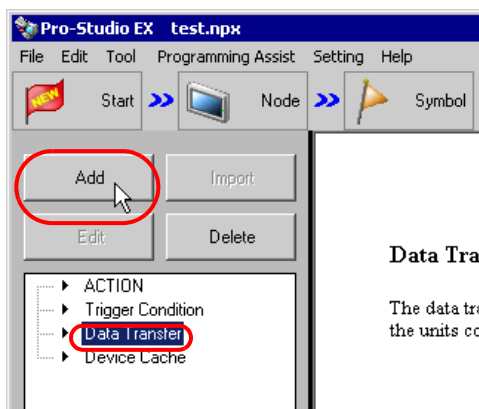 Pro-Studio EX test.npx
File Edit Tool Programming Assist Setting Help
NEW Start Node Symbol
Add Import
Edit Delete
ACTION
Trigger Condition
Data Transfer
Device Cache
Data Tra
The data tra
the units co